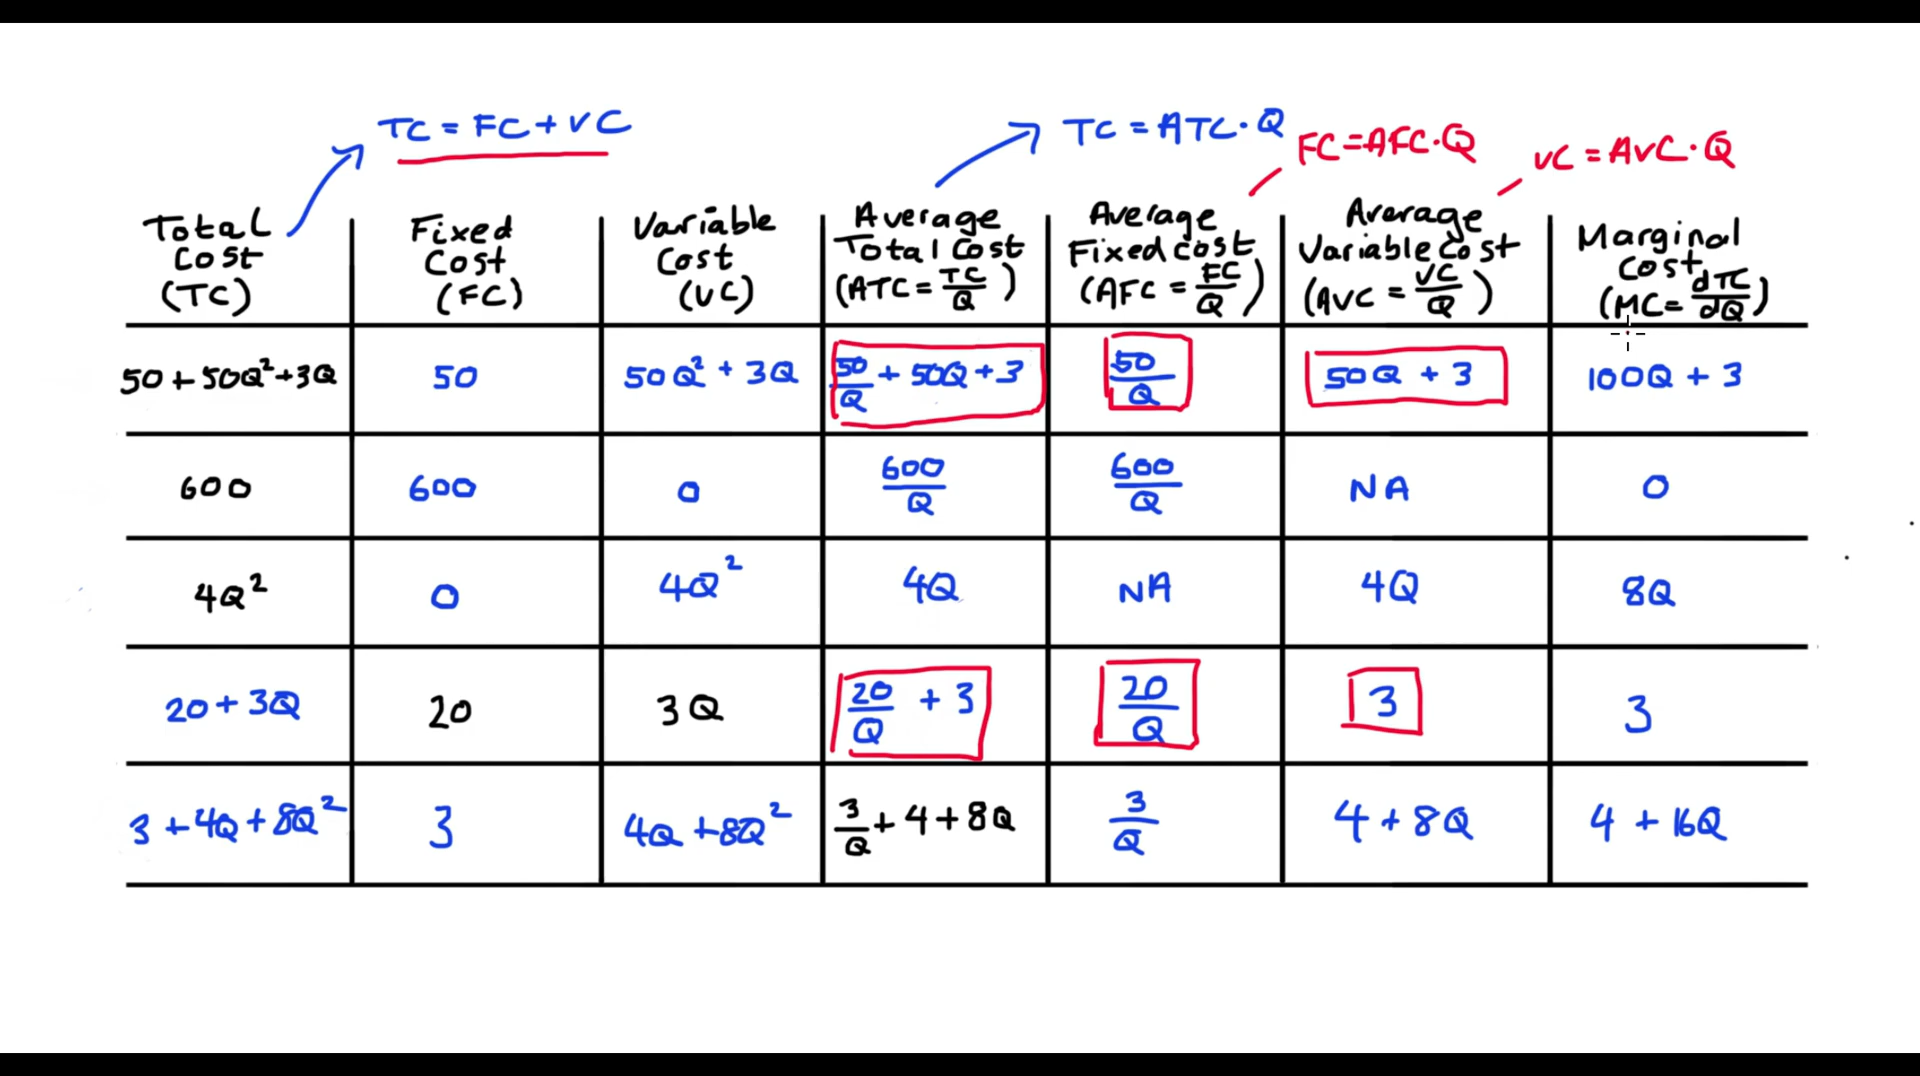 TC = FC + VC
TC = ATC · Q
FC = AFC · Q
VC = AVC · Q
Total Cost (TC) | Fixed Cost (FC) | Variable Cost (VC) | Average Total Cost (ATC = TC/Q) | Average Fixed Cost (AFC = FC/Q) | Average Variable Cost (AVC = VC/Q) | Marginal Cost (MC = dTC/dQ)
50 + 50Q² + 3Q | 50 | 50Q² + 3Q | 50/Q + 50Q + 3 | 50/Q | 50Q + 3 | 100Q + 3
600 | 600 | 0 | 600/Q | 600/Q | NA | 0
4Q² | 0 | 4Q² | 4Q | NA | 4Q | 8Q
20 + 3Q | 20 | 3Q | 20/Q + 3 | 20/Q | 3 | 3
3 + 4Q + 8Q² | 3 | 4Q + 8Q² | 3/Q + 4 + 8Q | 3/Q | 4 + 8Q | 4 + 16Q